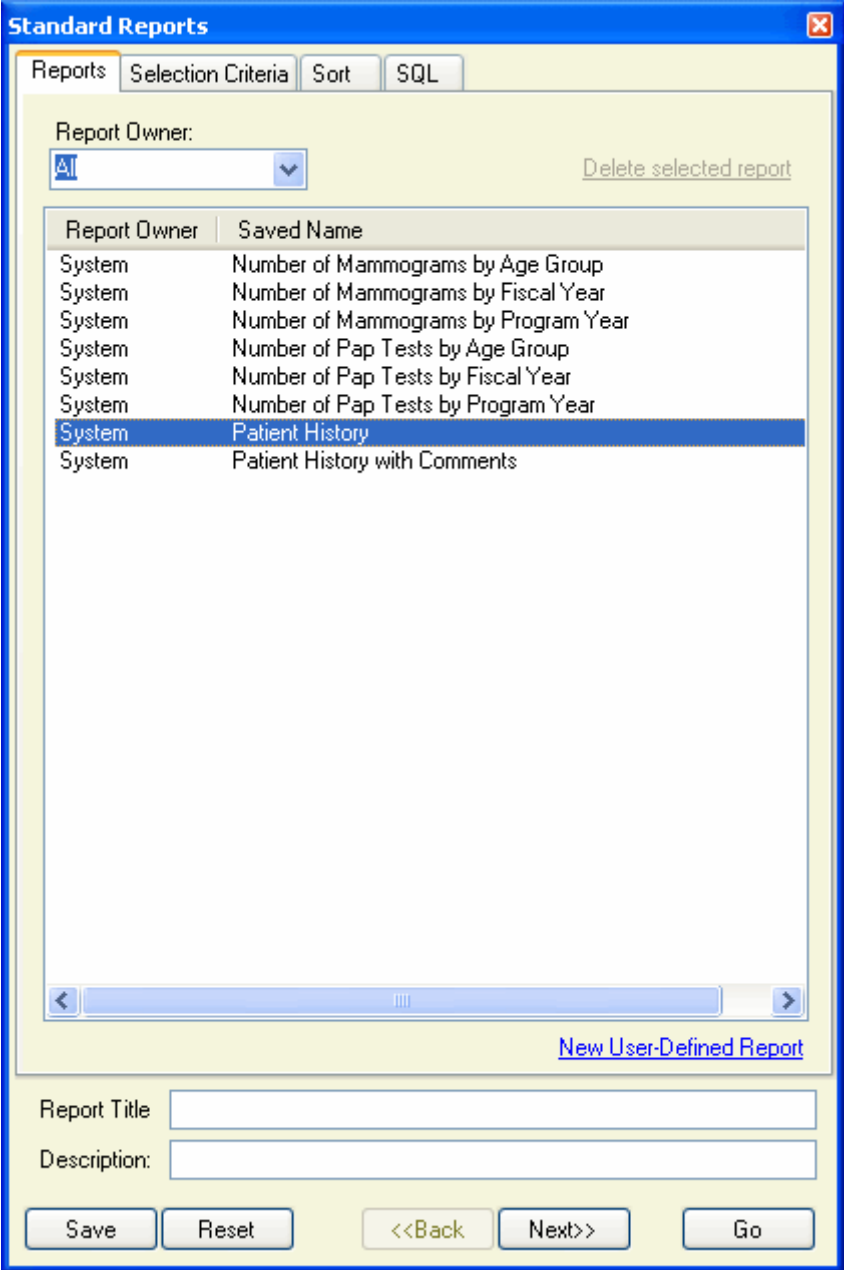 Standard Reports
Reports Selection Criteria Sort SQL
Report Owner:
All
Delete selected report
Report Owner Saved Name
System Number of Mammograms by Age Group
System Number of Mammograms by Fiscal Year
System Number of Mammograms by Program Year
System Number of Pap Tests by Age Group
System Number of Pap Tests by Fiscal Year
System Number of Pap Tests by Program Year
System Patient History
System Patient History with Comments
New User-Defined Report
Report Title
Description:
Save Reset <<Back Next>> Go